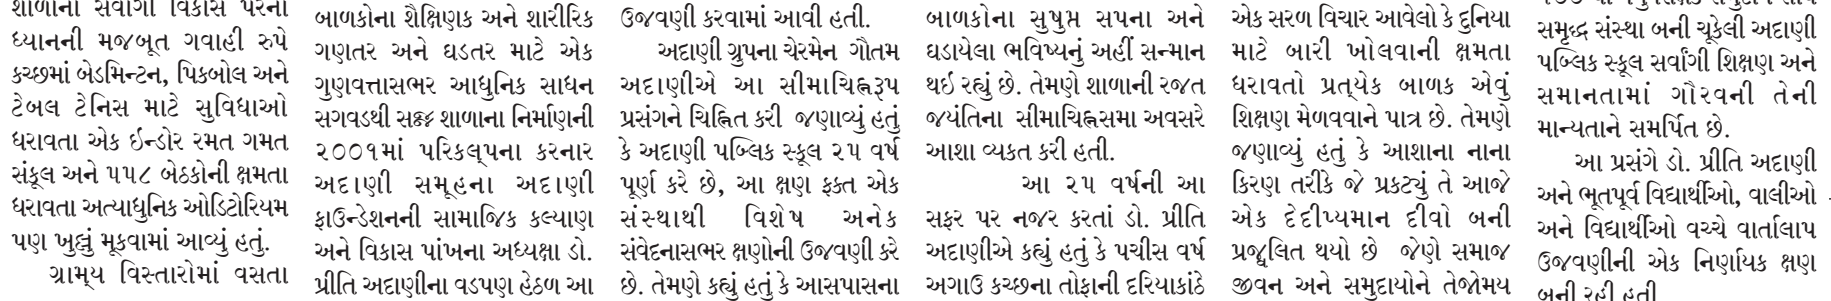 શાળાના સર્વાંગી વિકાસ પરના
ધ્યાનની મજબૂત ગવાહી રુપે
કચ્છમાં બેડમિન્ટન, પિકબોલ અને
ટેબલ ટેનિસ માટે સુવિધાઓ
ધરાવતા એક ઇન્ડોર રમત ગમત
સંકૂલ અને ૫૫૮ બેઠકોની ક્ષમતા
ધરાવતા અત્યાધુનિક ઓડિટોરિયમ
પણ ખુલ્લું મૂકવામાં આવ્યું હતું.
ગ્રામ્ય વિસ્તારોમાં વસતા
બાળકોના શૈક્ષિણક અને શારીરિક
ગણતર અને ઘડતર માટે એક
ગુણવત્તાસભર આધુનિક સાધન
સગવડથી સજ્જ શાળાના નિર્માણની
૨૦૦૧માં પરિકલ્પના કરનાર
અદાણી સમૂહના અદાણી
ફાઉન્ડેશનની સામાજિક કલ્યાણ
અને વિકાસ પાંખના અધ્યક્ષા ડો.
પ્રીતિ અદાણીના વડપણ હેઠળ આ
ઉજવણી કરવામાં આવી હતી.
અદાણી ગ્રુપના ચેરમેન ગૌતમ
અદાણીએ આ સીમાચિહ્નરૂપ
પ્રસંગને ચિહ્નિત કરી જણાવ્યું હતું
કે અદાણી પબ્લિક સ્કૂલ ૨૫ વર્ષ
પૂર્ણ કરે છે, આ ક્ષણ ફક્ત એક
સંસ્થાથી વિશેષ અનેક
સંવેદનાસભર ક્ષણોની ઉજવણી કરે
છે. તેમણે કહ્યું હતું કે આસપાસના
બાળકોના સુષુપ્ત સપના અને
ઘડાયેલા ભવિષ્યનું અહીં સન્માન
થઇ રહ્યું છે. તેમણે શાળાની રજત
જયંતિના સીમાચિહ્નસમા અવસરે
આશા વ્યકત કરી હતી.
આ ૨૫ વર્ષની આ
સફર પર નજર કરતાં ડો. પ્રીતિ
અદાણીએ કહ્યું હતું કે પચીસ વર્ષ
અગાઉ કચ્છના તોફાની દરિયાકાંઠે
એક સરળ વિચાર આવેલો કે દુનિયા
માટે બારી ખોલવાની ક્ષમતા
ધરાવતો પ્રત્યેક બાળક એવું
શિક્ષણ મેળવવાને પાત્ર છે. તેમણે
જણાવ્યું હતું કે આશાના નાના
કિરણ તરીકે જે પ્રકટ્યું તે આજે
એક દેદીપ્યમાન દીવો બની
પ્રજ્વલિત થયો છે જેણે સમાજ
જીવન અને સમુદાયોને તેજોમય
સમૃદ્ધ સંસ્થા બની ચૂકેલી અદાણી
પબ્લિક સ્કૂલ સર્વાંગી શિક્ષણ અને
સમાનતામાં ગૌરવની તેની
માન્યતાને સમર્પિત છે.
આ પ્રસંગે ડો. પ્રીતિ અદાણી
અને ભૂતપૂર્વ વિદ્યાર્થીઓ, વાલીઓ
અને વિદ્યાર્થીઓ વચ્ચે વાર્તાલાપ
ઉજવણીની એક નિર્ણાયક ક્ષણ
બની રહી હતી